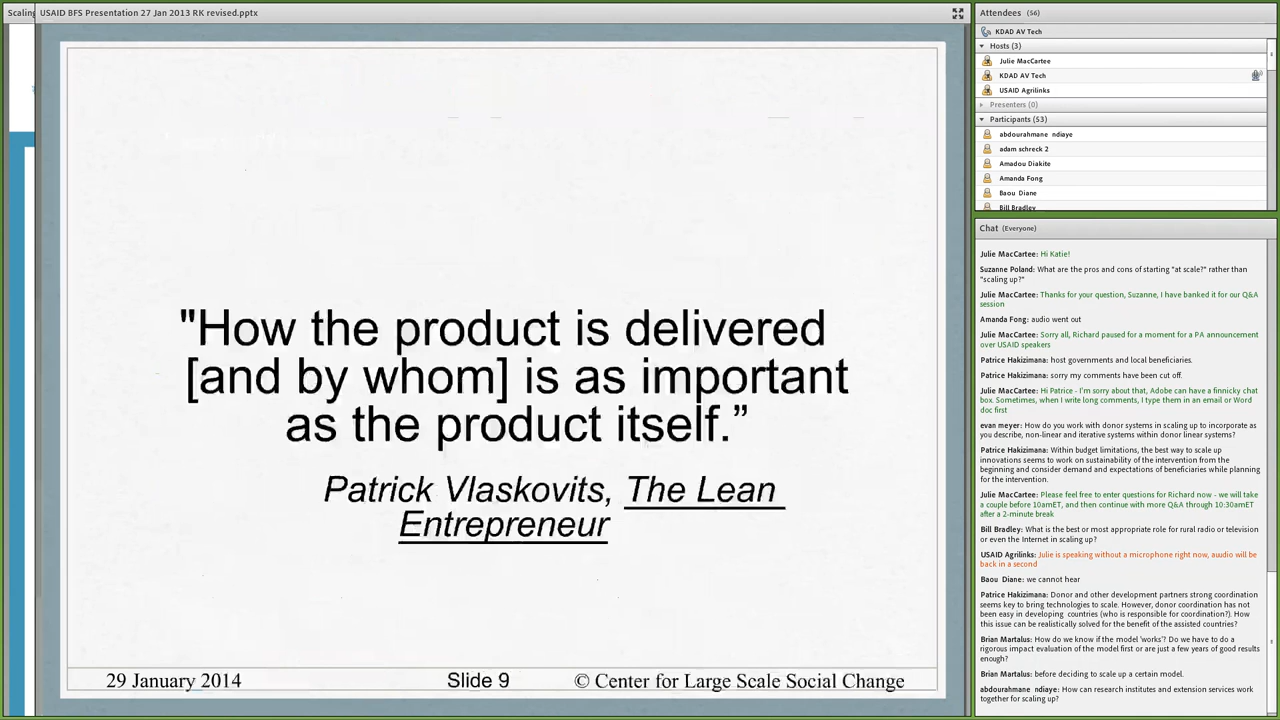 Scaling
USAID BFS Presentation 27 Jan 2013 RK revised.pptx
"How the product is delivered
[and by whom] is as important
as the product itself.”
Patrick Vlaskovits, The Lean
Entrepreneur
29 January 2014
Slide 9
© Center for Large Scale Social Change
Attendees (56)
KDAD AV Tech
Hosts (3)
Julie MacCartee
KDAD AV Tech
USAID Agrilinks
Presenters (0)
Participants (53)
abdourahmane ndiaye
adam schreck 2
Amadou Diakite
Amanda Fong
Baou Diane
Bill Bradley
Chat (Everyone)
Julie MacCartee: Hi Katie!
Suzanne Poland: What are the pros and cons of starting "at scale?" rather than
"scaling up?"
Julie MacCartee: Thanks for your question, Suzanne, I have banked it for our Q&A
session
Amanda Fong: audio went out
Julie MacCartee: Sorry all, Richard paused for a moment for a PA announcement
over USAID speakers
Patrice Hakizimana: host governments and local beneficiaries.
Patrice Hakizimana: sorry my comments have been cut off.
Julie MacCartee: Hi Patrice - I'm sorry about that, Adobe can have a finnicky chat
box. Sometimes, when I write long comments, I type them in an email or Word
doc first
evan meyer: How do you work with donor systems in scaling up to incorporate as
you describe, non-linear and iterative systems within donor linear systems?
Patrice Hakizimana: Within budget limitations, the best way to scale up
innovations seems to work on sustainability of the intervention from the
beginning and consider demand and expectations of beneficiaries while planning
for the intervention.
Julie MacCartee: Please feel free to enter questions for Richard now - we will take
a couple before 10amET, and then continue with more Q&A through 10:30amET
after a 2-minute break
Bill Bradley: What is the best or most appropriate role for rural radio or television
or even the Internet in scaling up?
USAID Agrilinks: Julie is speaking without a microphone right now, auudio will be
back in a second
Baou Diane: we cannot hear
Patrice Hakizimana: Donor and other development partners strong coordination
seems key to bring technologies to scale. However, donor coordination has not
been easy in developing countries (who is responsible for coordination?). How
this issue can be realistically solved for the benefit of the assisted countries?
Brian Martalus: How do we know if the model 'works'? Do we have to do a
rigorous impact evaluation of the model first or are just a few years of good results
enough?
Brian Martalus: before deciding to scale up a certain model.
abdourahmane ndiaye: How can research institutes and extension services work
together for scaling up?